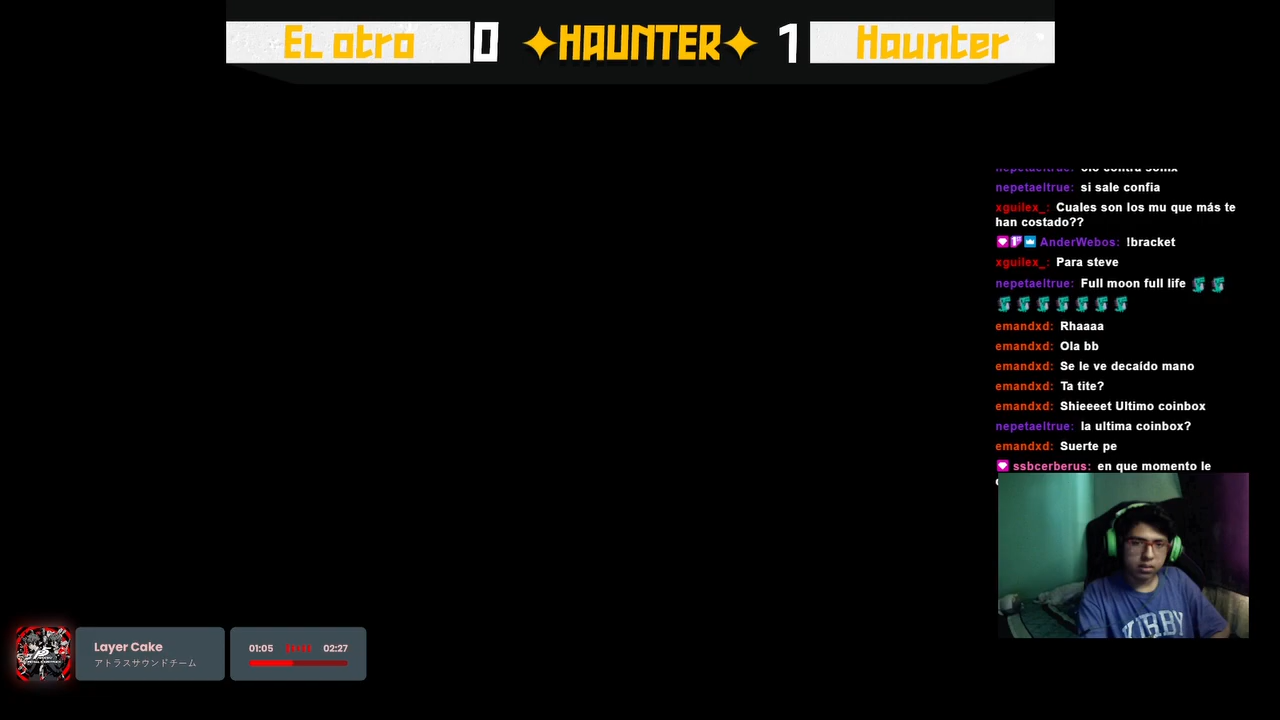 El otro 0 ✦HAUNTER✦ 1 Haunter
nepetaeltrue: si sale confia
xguilex_: Cuales son los mu que más te
han costado??
AnderWebos: !bracket
xguilex_: Para steve
nepetaeltrue: Full moon full life
emandxd: Rhaaaa
emandxd: Ola bb
emandxd: Se le ve decaído mano
emandxd: Ta tite?
emandxd: Shieeeet Ultimo coinbox
nepetaeltrue: la ultima coinbox?
emandxd: Suerte pe
ssbcerberus: en que momento le
KIRBY
Layer Cake
アトラスサウンドチーム
01:05 02:27